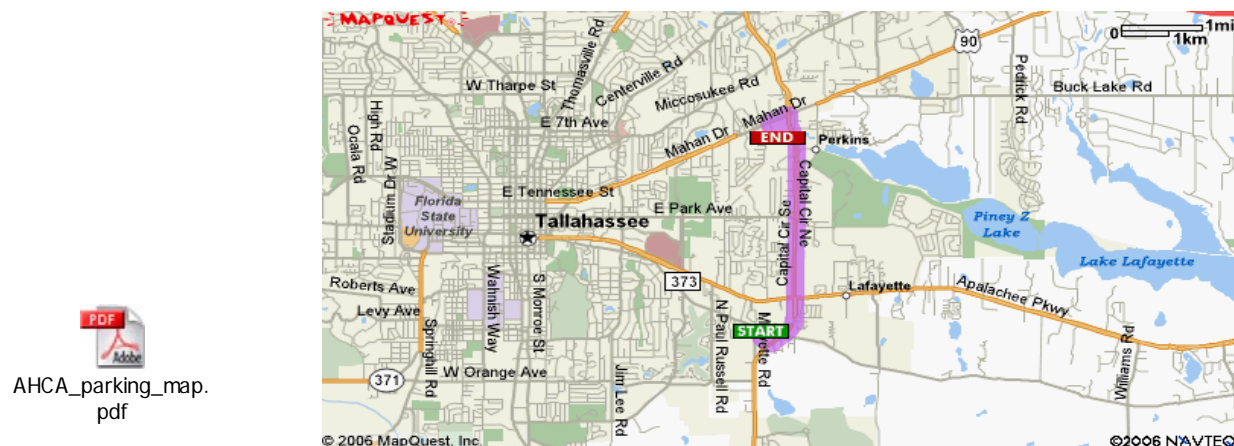 PDF
Adobe
AHCA_parking_map.
pdf
MAPQUEST
1mi
0
1km
90
W Tharpe St
Thomasville Rd
Centerville Rd
Miccosukee Rd
Pedrick Rd
Buck Lake Rd
High Rd
Ocala Rd
E 7th Ave
Mahan Dr
Mahan Dr
END
Perkins
Stadium Dr W
Florida
State
University
E Tennessee St
Tallahassee
E Park Ave
Capital Cir Se
Capital Cir Ne
Piney Z
Lake
Lake Lafayette
373
Lafayette
Apalachee Pkwy
Roberts Ave
Levy Ave
Wahnish Way
S Monroe St
START
N Paul Russell Rd
Springhill Rd
371
W Orange Ave
Jim Lee Rd
Williams Rd
© 2006 MapQuest, Inc.
©2006 NAVTEQ